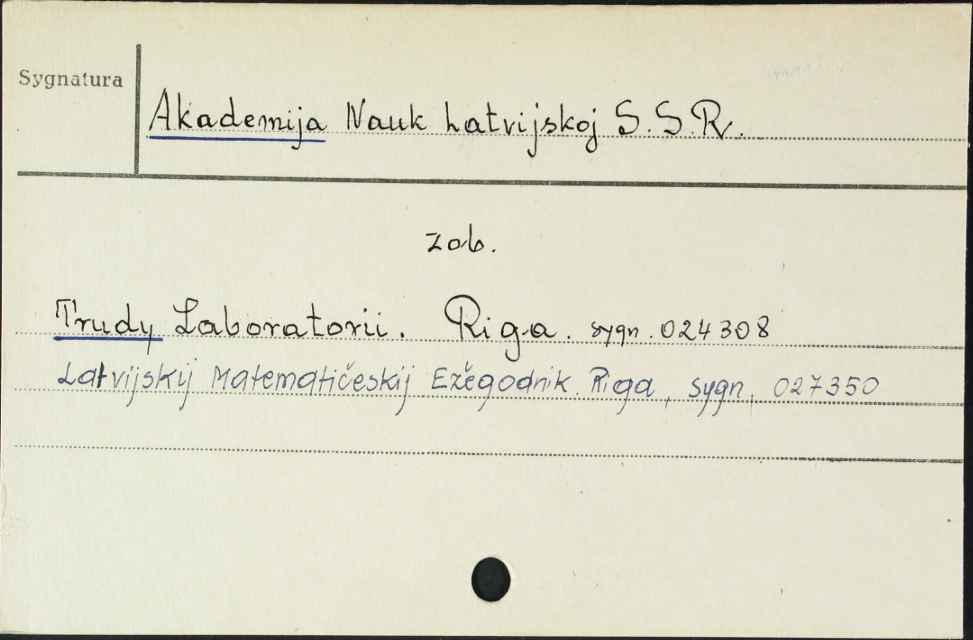 Sygnatura
Akademija Nauk Latvijskoj S.S.R.
zob.
Trudy Laboratorii. Riga. sygn. 024308
Latvijskij Matematičeskij Ežegodnik. Riga, sygn. 027350